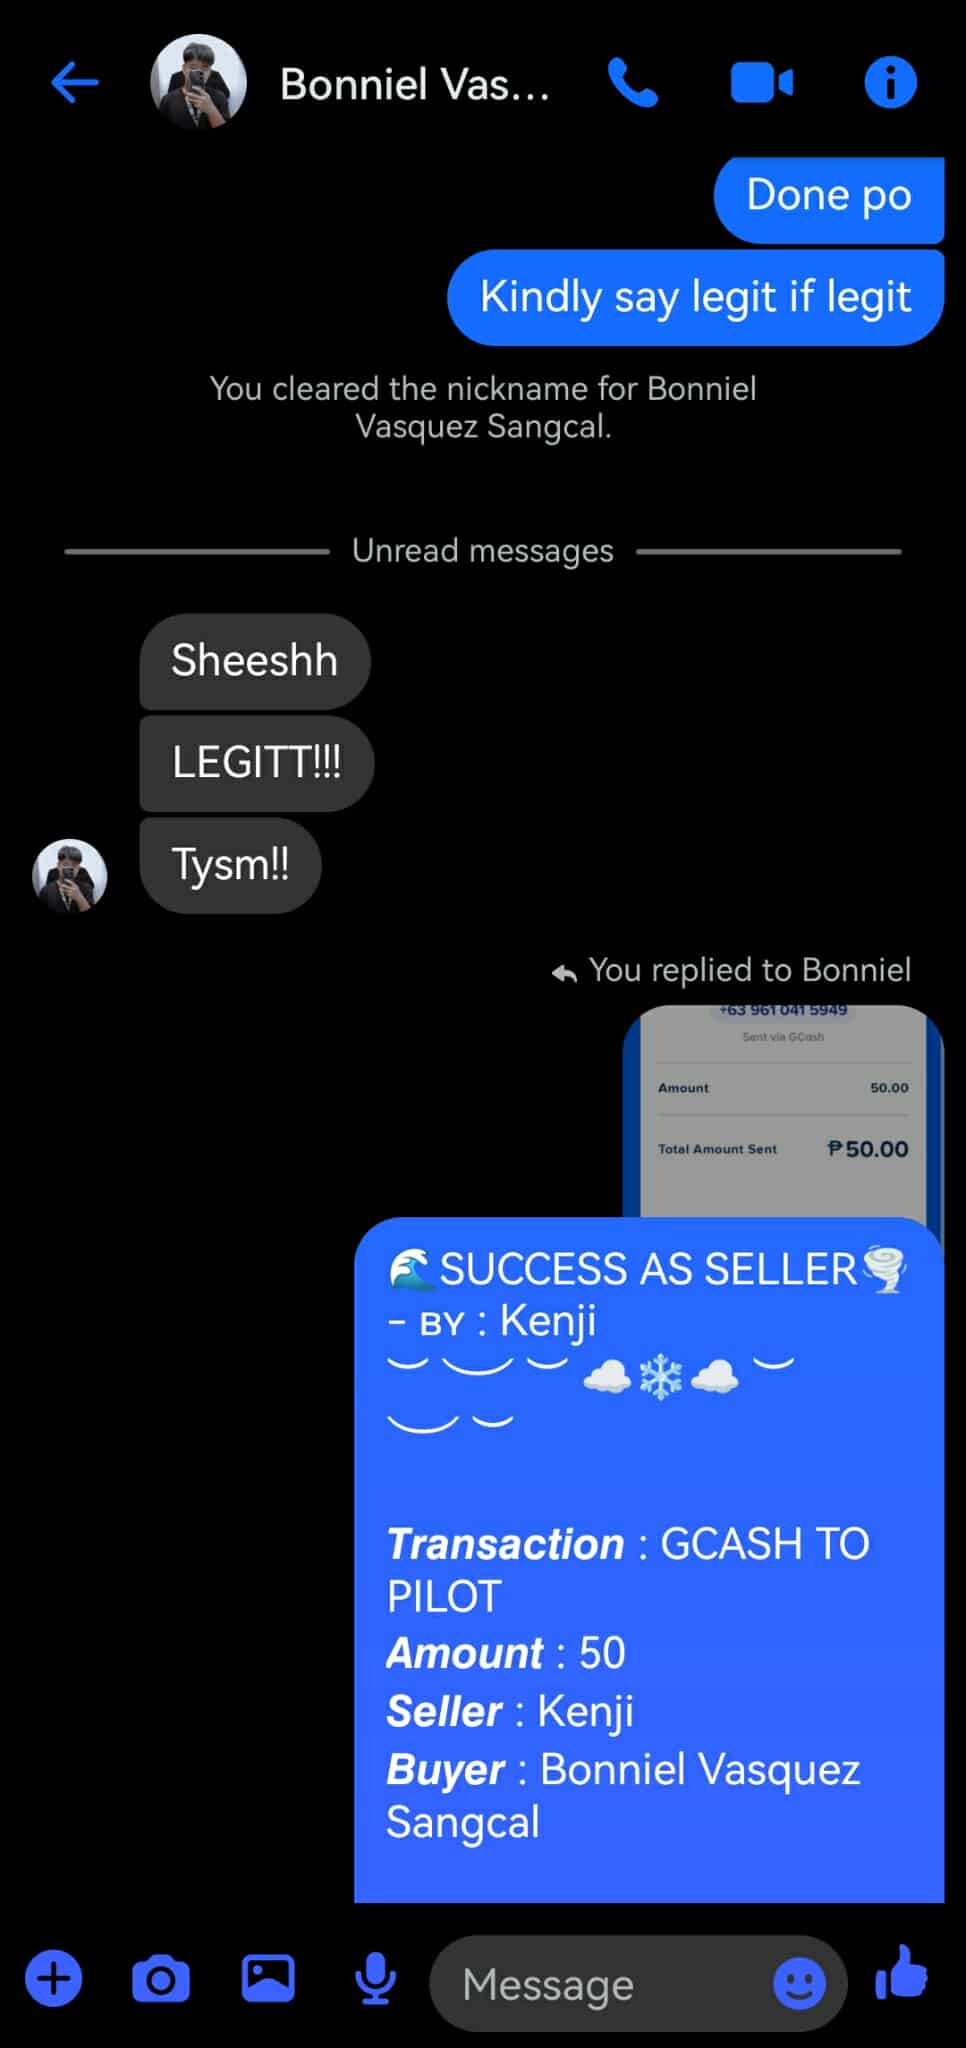 Bonniel Vas...
Done po
Kindly say legit if legit
You cleared the nickname for Bonniel
Vasquez Sangcal.
Unread messages
Sheeshh
LEGITT!!!
Tysm!!
You replied to Bonniel
+63 961 041 5949
Sent via GCash
Amount 50.00
Total Amount Sent ₱50.00
🌊SUCCESS AS SELLER🌪️
- ʙʏ : Kenji
︶︶︶☁️❄️☁️︶
︶︶
Transaction : GCASH TO
PILOT
Amount : 50
Seller : Kenji
Buyer : Bonniel Vasquez
Sangcal
Message